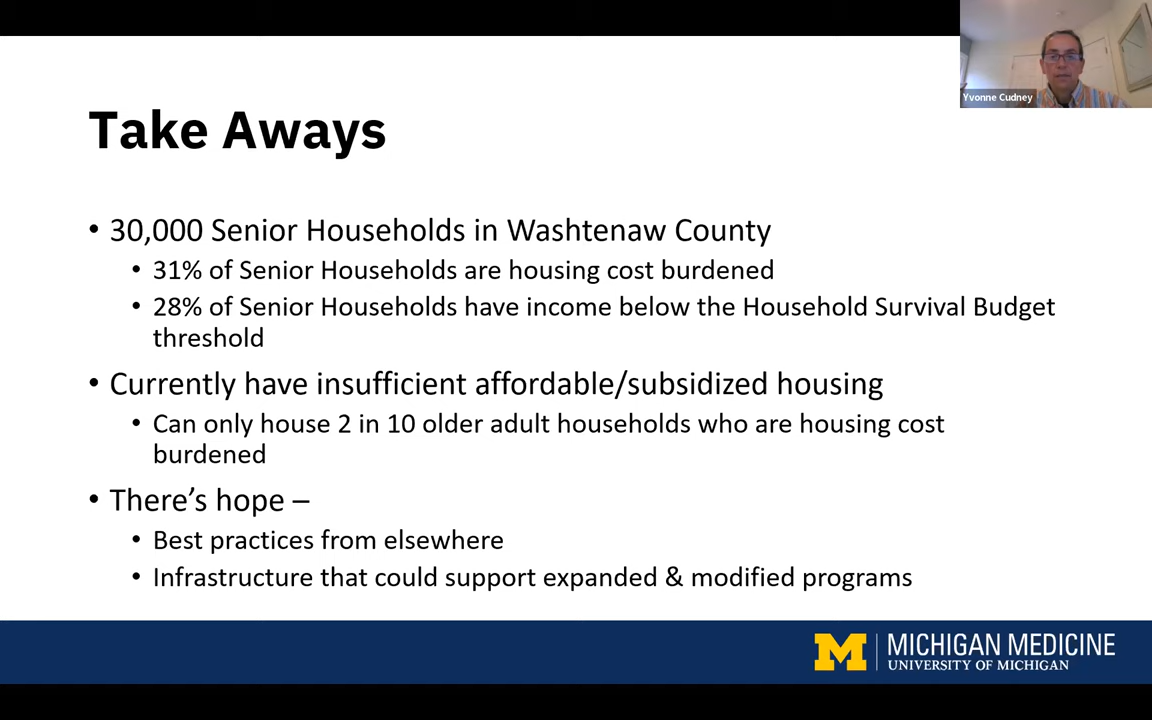 Yvonne Cudney
Take Aways
• 30,000 Senior Households in Washtenaw County
• 31% of Senior Households are housing cost burdened
• 28% of Senior Households have income below the Household Survival Budget
threshold
• Currently have insufficient affordable/subsidized housing
• Can only house 2 in 10 older adult households who are housing cost
burdened
• There’s hope –
• Best practices from elsewhere
• Infrastructure that could support expanded & modified programs
M
MICHIGAN MEDICINE
UNIVERSITY OF MICHIGAN